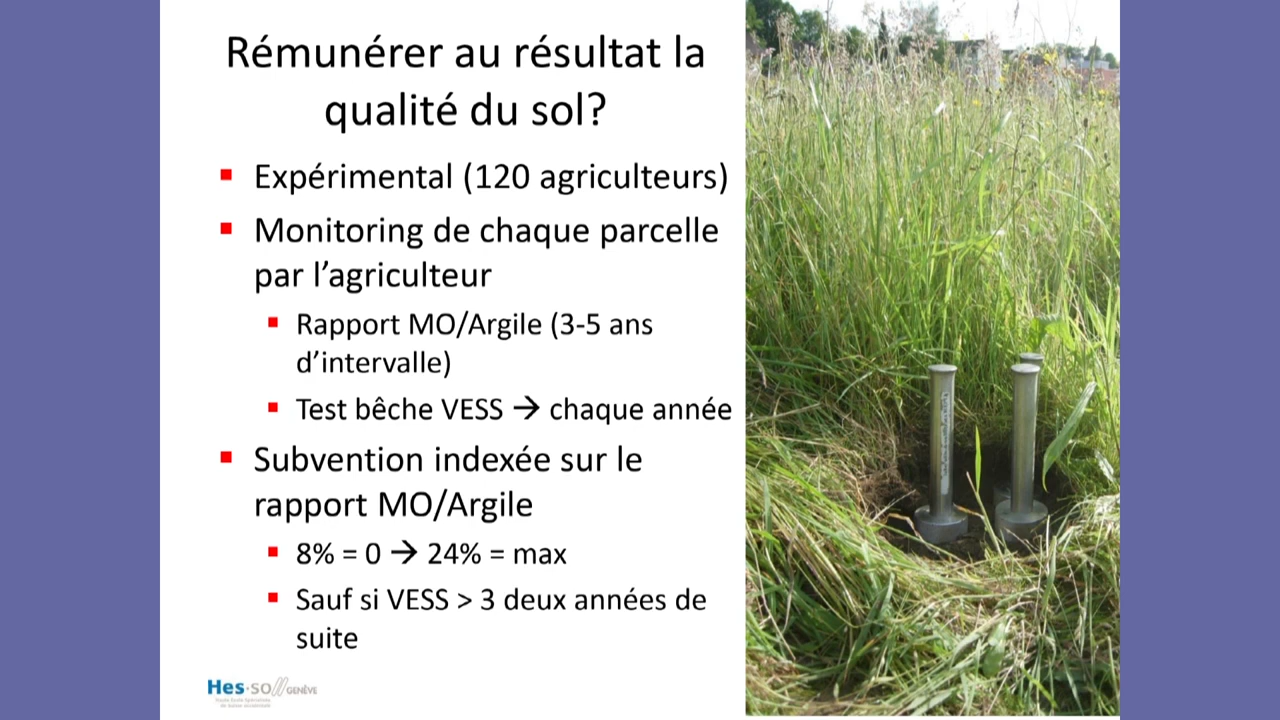 Rémunérer au résultat la
qualité du sol?
▪ Expérimental (120 agriculteurs)
▪ Monitoring de chaque parcelle
par l’agriculteur
▪ Rapport MO/Argile (3-5 ans
d’intervalle)
▪ Test bêche VESS → chaque année
▪ Subvention indexée sur le
rapport MO/Argile
▪ 8% = 0 → 24% = max
▪ Sauf si VESS > 3 deux années de
suite
Hes·so GENÈVE